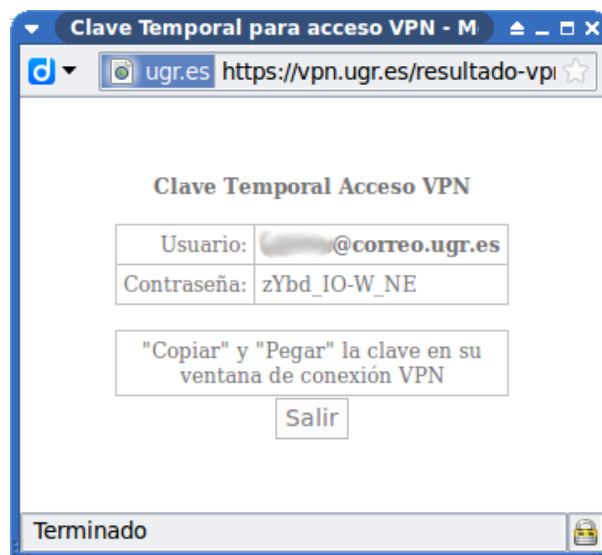 Clave Temporal para acceso VPN - M
ugr.es https://vpn.ugr.es/resultado-vp
Clave Temporal Acceso VPN
Usuario: @correo.ugr.es
Contraseña: zYbd_IO-W_NE
"Copiar" y "Pegar" la clave en su
ventana de conexión VPN
Salir
Terminado